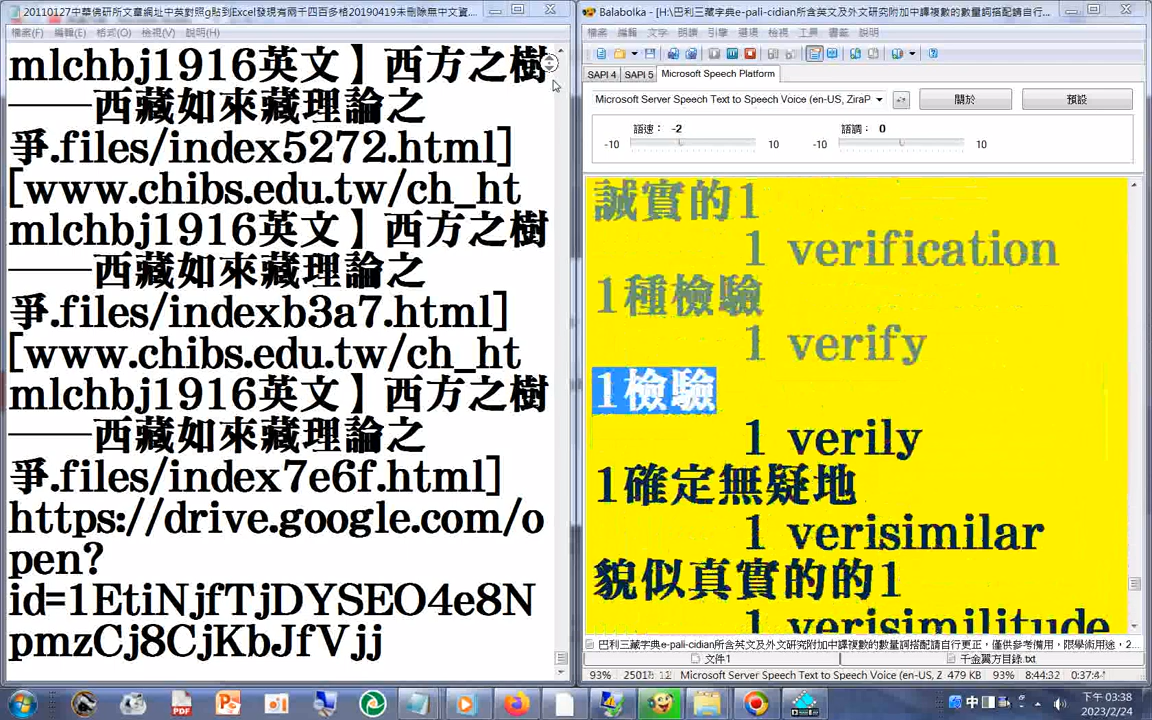 20110127中華佛研所文章網址中英對照g貼到Excel發現有兩千四百多格20190419未刪除無中文資...
檔案(F) 編輯(E) 格式(O) 檢視(V) 說明(H)
mlchbj1916英文】西方之樹
——西藏如來藏理論之
爭.files/index5272.html]
[www.chibs.edu.tw/ch_ht
mlchbj1916英文】西方之樹
——西藏如來藏理論之
爭.files/indexb3a7.html]
[www.chibs.edu.tw/ch_ht
mlchbj1916英文】西方之樹
——西藏如來藏理論之
爭.files/index7e6f.html]
https://drive.google.com/o
pen?
id=1EtiNjfTjDYSEO4e8N
pmzCj8CjKbJfVjj
Balabolka - [H:\巴利三藏字典e-pali-cidian所含英文及外文研究附加中譯複數的數量詞搭配請自行...
檔案 編輯 文字 朗讀 引擎 選項 檢視 工具 書籤 說明
SAPI 4 SAPI 5 Microsoft Speech Platform
Microsoft Server Speech Text to Speech Voice (en-US, ZiraP
關於
預設
語速： -2
語調： 0
-10 10 -10 10
誠實的1
1 verification
1種檢驗
1 verify
1檢驗
1 verily
1確定無疑地
1 verisimilar
貌似真實的的1
1 verisimilitude
巴利三藏字典e-pali-cidian所含英文及外文研究附加中譯複數的數量詞搭配請自行更正，僅供參考備用，限學術用途，2...
文件1 千金翼方目錄.txt
93% Microsoft Server Speech Text to Speech Voice (en-US, Z 479 KB 93% 8:44:32
下午 03:38
2023/2/24